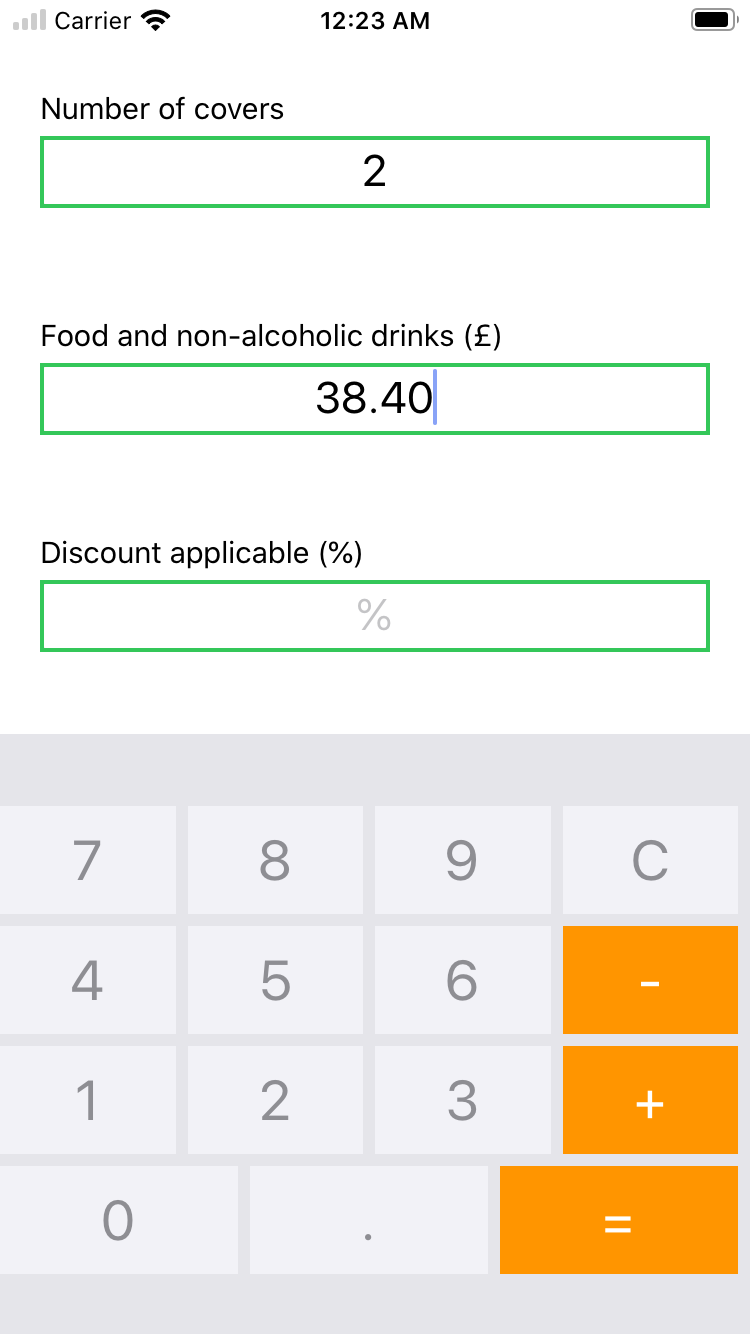 Carrier 12:23 AM
Number of covers
2
Food and non-alcoholic drinks (£)
38.40
Discount applicable (%)
%
7 8 9 C
4 5 6 -
1 2 3 +
0 . =